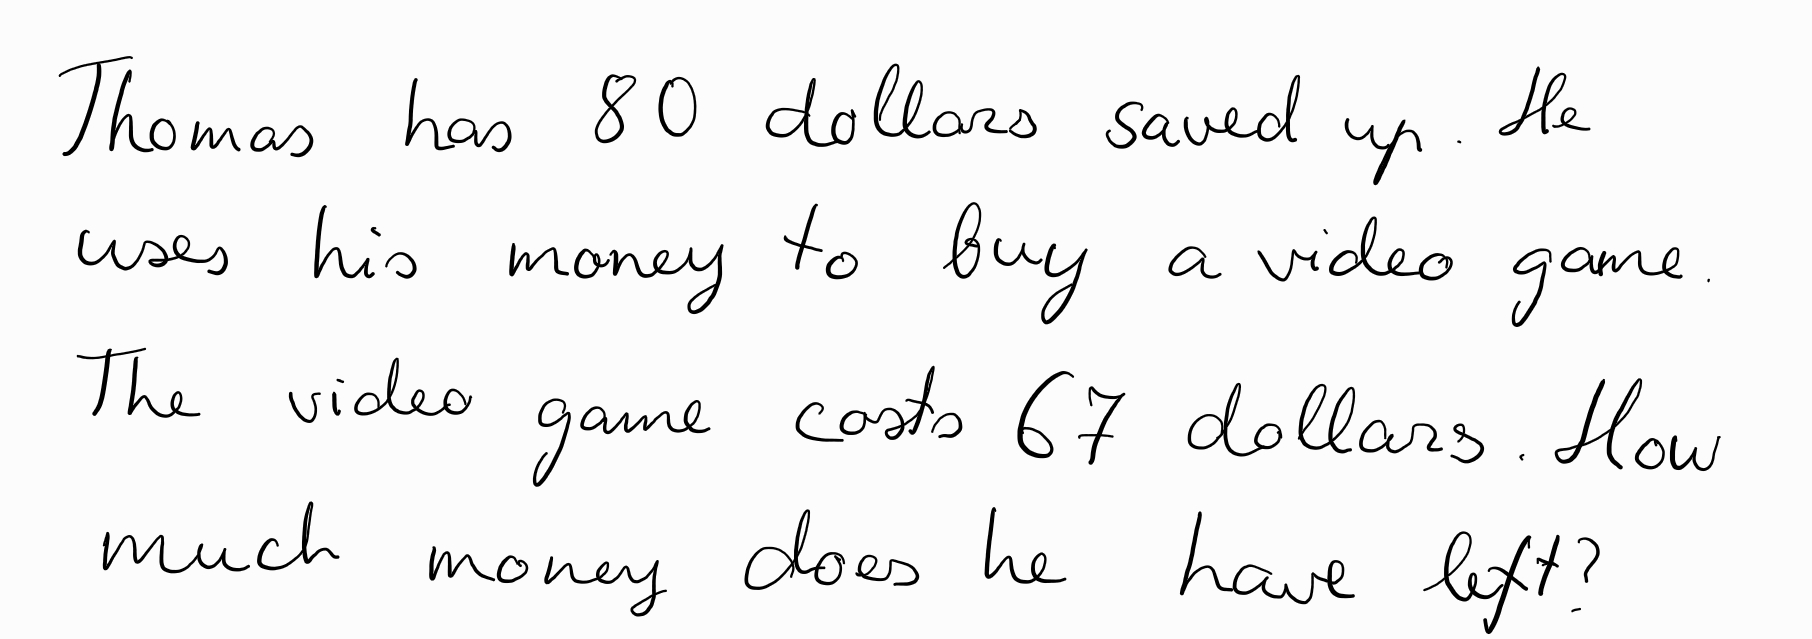 Thomas has 80 dollars saved up. He
uses his money to buy a video game.
The video game costs 67 dollars. How
much money does he have left?